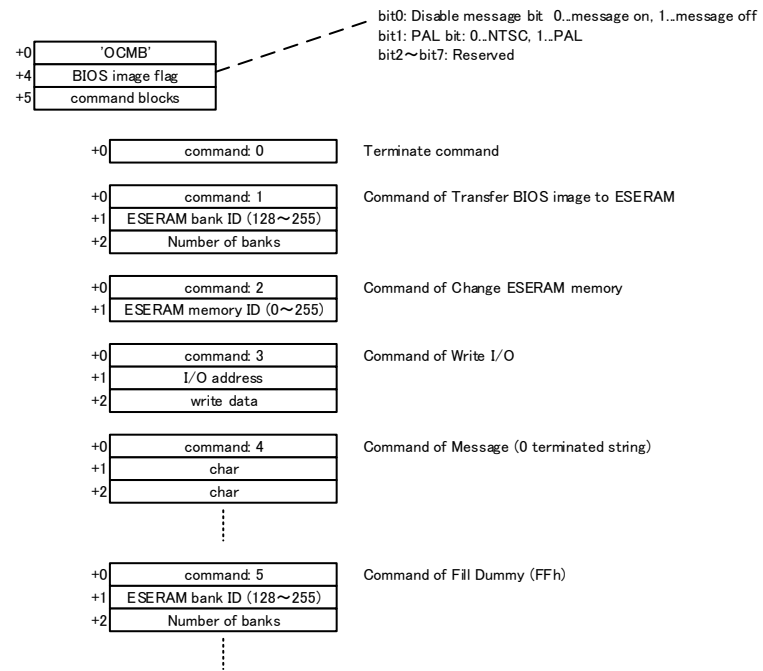 bit0: Disable message bit 0...message on, 1...message off
bit1: PAL bit: 0...NTSC, 1...PAL
bit2～bit7: Reserved
+0 'OCMB'
+4 BIOS image flag
+5 command blocks
+0 command: 0 Terminate command
+0 command: 1 Command of Transfer BIOS image to ESERAM
+1 ESERAM bank ID (128～255)
+2 Number of banks
+0 command: 2 Command of Change ESERAM memory
+1 ESERAM memory ID (0～255)
+0 command: 3 Command of Write I/O
+1 I/O address
+2 write data
+0 command: 4 Command of Message (0 terminated string)
+1 char
+2 char
+0 command: 5 Command of Fill Dummy (FFh)
+1 ESERAM bank ID (128～255)
+2 Number of banks